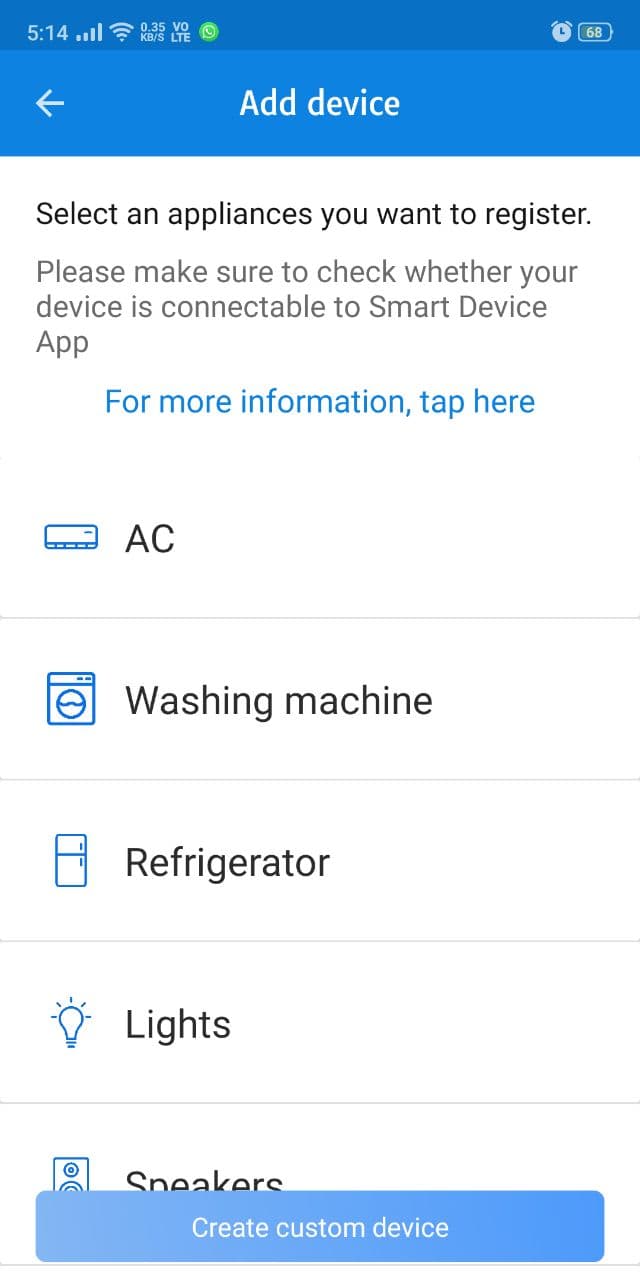 5:14 0.35 KB/S VO LTE 68
Add device
Select an appliances you want to register.
Please make sure to check whether your
device is connectable to Smart Device
App
For more information, tap here
AC
Washing machine
Refrigerator
Lights
Speakers
Create custom device